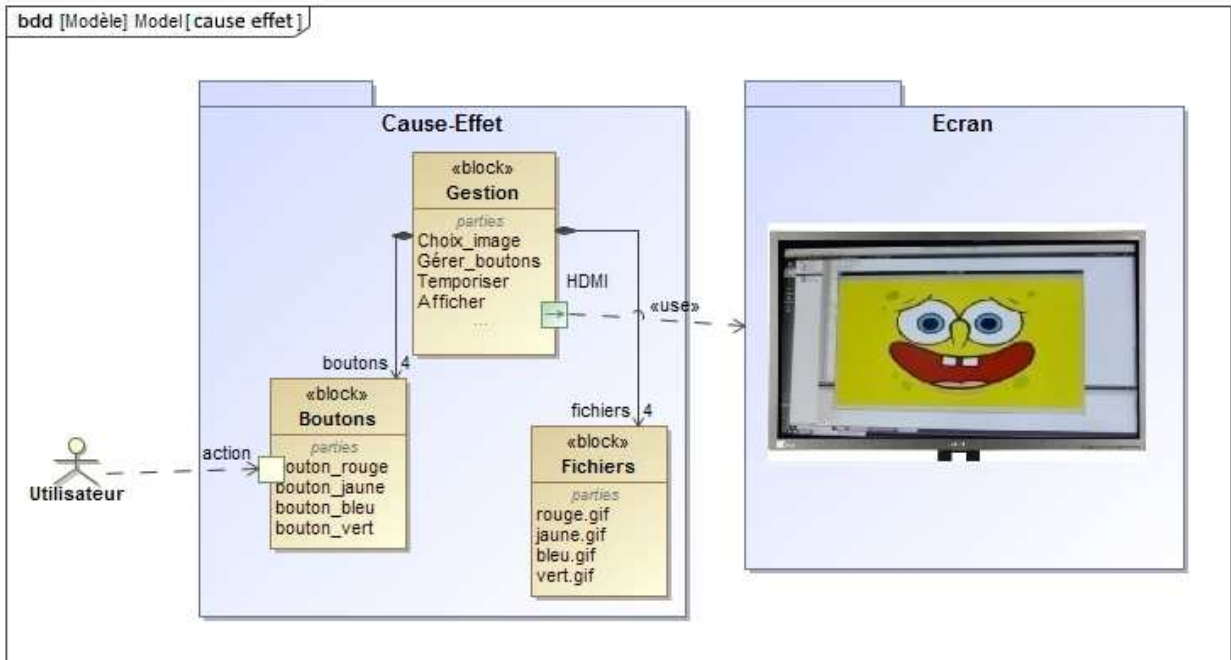 bdd [Modèle] Model[cause effet]
Cause-Effet
Ecran
«block»
Gestion
parties
Choix_image
Gérer_boutons
Temporiser
Afficher
...
HDMI
«use»
boutons 4
fichiers 4
«block»
Boutons
parties
outon_rouge
bouton_jaune
bouton_bleu
bouton_vert
action
Utilisateur
«block»
Fichiers
parties
rouge.gif
jaune.gif
bleu.gif
vert.gif